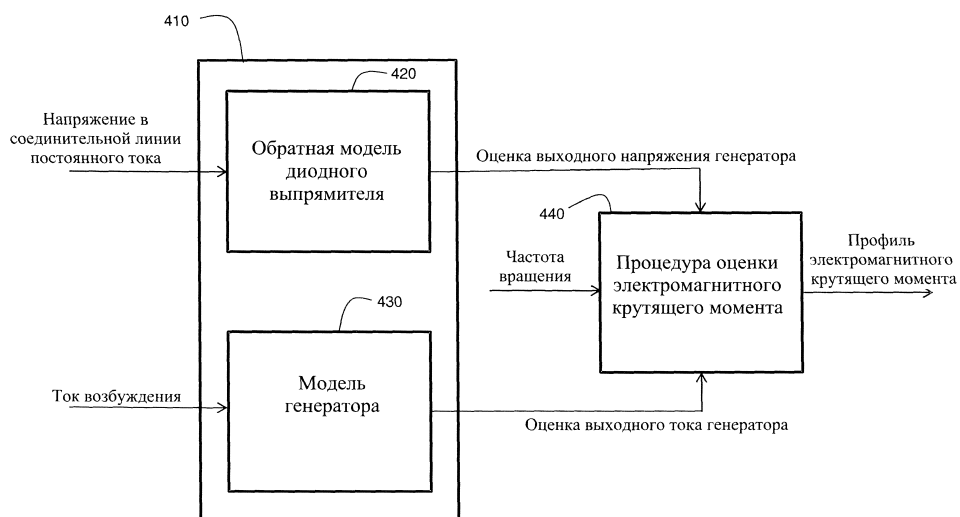 410
420
Напряжение в
соединительной линии
постоянного тока
Обратная модель
диодного
выпрямителя
Оценка выходного напряжения генератора
440
Частота
вращения
Процедура оценки
электромагнитного
крутящего момента
Профиль
электромагнитного
крутящего момента
430
Ток возбуждения
Модель
генератора
Оценка выходного тока генератора